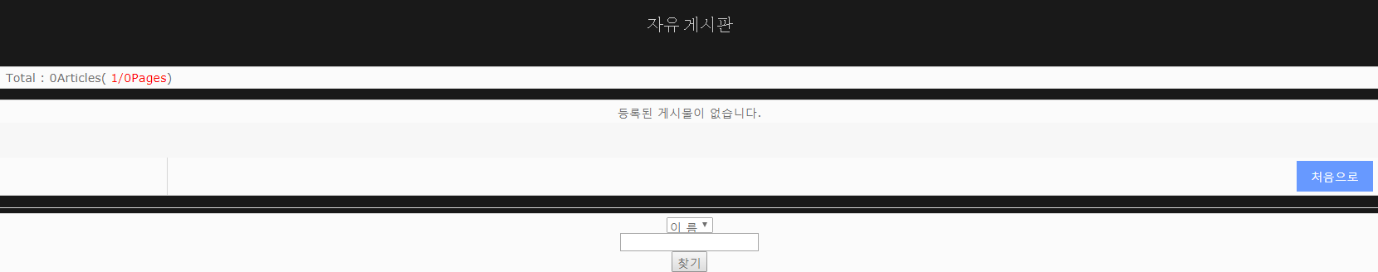 자유 게시판
Total : 0Articles( 1/0Pages)
등록된 게시물이 없습니다.
처음으로
이 름
찾기